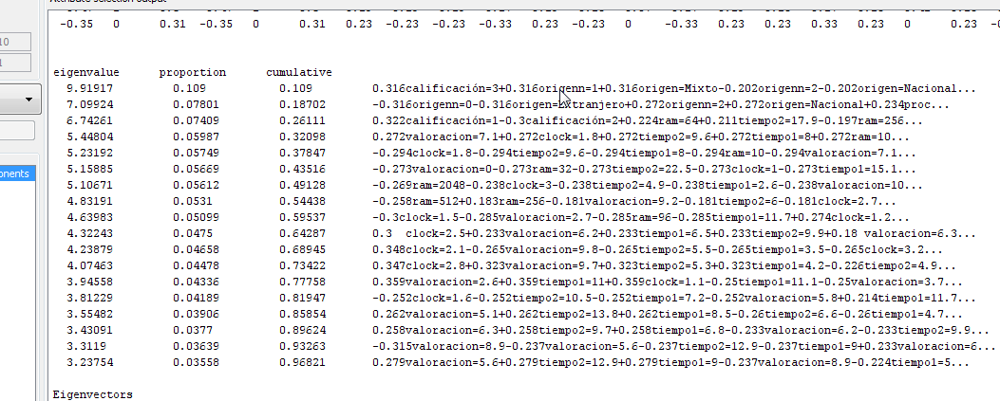 -0.35 0 0.31 -0.35 0 0.31 0 0.23 -0.23 -0.23 0.23 0.23 -0.23 0.23 0 -0.33 0.23 0.23 0 0.23
10
eigenvalue proportion cumulative
9.91917 0.109 0.109 0.316calificación=3+0.316origenn=1+0.316origen=Mixto-0.202origenn=2-0.202origen=Nacional...
7.09924 0.07801 0.18702 -0.316origenn=0-0.316origen=Extranjero+0.272origenn=2+0.272origen=Nacional+0.234proc...
6.74261 0.07409 0.26111 0.322calificación=1-0.3calificación=2+0.224ram=64+0.211tiempo2=17.9-0.197ram=256...
5.44804 0.05987 0.32098 0.272valoracion=7.1+0.272clock=1.8+0.272tiempo2=9.6+0.272tiempo1=8+0.272ram=10...
5.23192 0.05749 0.37847 -0.294clock=1.8-0.294tiempo2=9.6-0.294tiempo1=8-0.294ram=10-0.294valoracion=7.1...
5.15885 0.05669 0.43516 -0.273valoracion=0-0.273ram=32-0.273tiempo2=22.5-0.273clock=1-0.273tiempo1=15.1...
5.10671 0.05612 0.49128 -0.269ram=2048-0.238clock=3-0.238tiempo2=4.9-0.238tiempo1=2.6-0.238valoracion=10...
4.83191 0.0531 0.54438 -0.258ram=512+0.183ram=256-0.181valoracion=9.2-0.181tiempo2=6-0.181clock=2.7...
4.63983 0.05099 0.59537 -0.3clock=1.5-0.285valoracion=2.7-0.285ram=96-0.285tiempo1=11.7+0.274clock=1.2...
4.32243 0.0475 0.64287 0.3 clock=2.5+0.233valoracion=6.2+0.233tiempo1=6.5+0.233tiempo2=9.9+0.18 valoracion=6.3...
4.23879 0.04658 0.68945 0.348clock=2.1-0.265valoracion=9.8-0.265tiempo2=5.5-0.265tiempo1=3.5-0.265clock=3.2...
4.07463 0.04478 0.73422 0.347clock=2.8+0.323valoracion=9.7+0.323tiempo2=5.3+0.323tiempo1=4.2-0.226tiempo2=4.9...
3.94558 0.04336 0.77758 0.359valoracion=2.6+0.359tiempo1=11+0.359clock=1.1-0.25tiempo1=11.1-0.25valoracion=3.7...
3.81229 0.04189 0.81947 -0.252clock=1.6-0.252tiempo2=10.5-0.252tiempo1=7.2-0.252valoracion=5.8+0.214tiempo1=11.7...
3.55482 0.03906 0.85854 0.262valoracion=5.1+0.262tiempo2=13.8+0.262tiempo1=8.5-0.26tiempo2=6.6-0.26tiempo1=4.7...
3.43091 0.0377 0.89624 0.258valoracion=6.3+0.258tiempo2=9.7+0.258tiempo1=6.8-0.233valoracion=6.2-0.233tiempo2=9.9...
3.3119 0.03639 0.93263 -0.315valoracion=8.9-0.237valoracion=5.6-0.237tiempo2=12.9-0.237tiempo1=9+0.233valoracion=6...
3.23754 0.03558 0.96821 0.279valoracion=5.6+0.279tiempo2=12.9+0.279tiempo1=9-0.237valoracion=8.9-0.224tiempo1=5...
onents
Eigenvectors